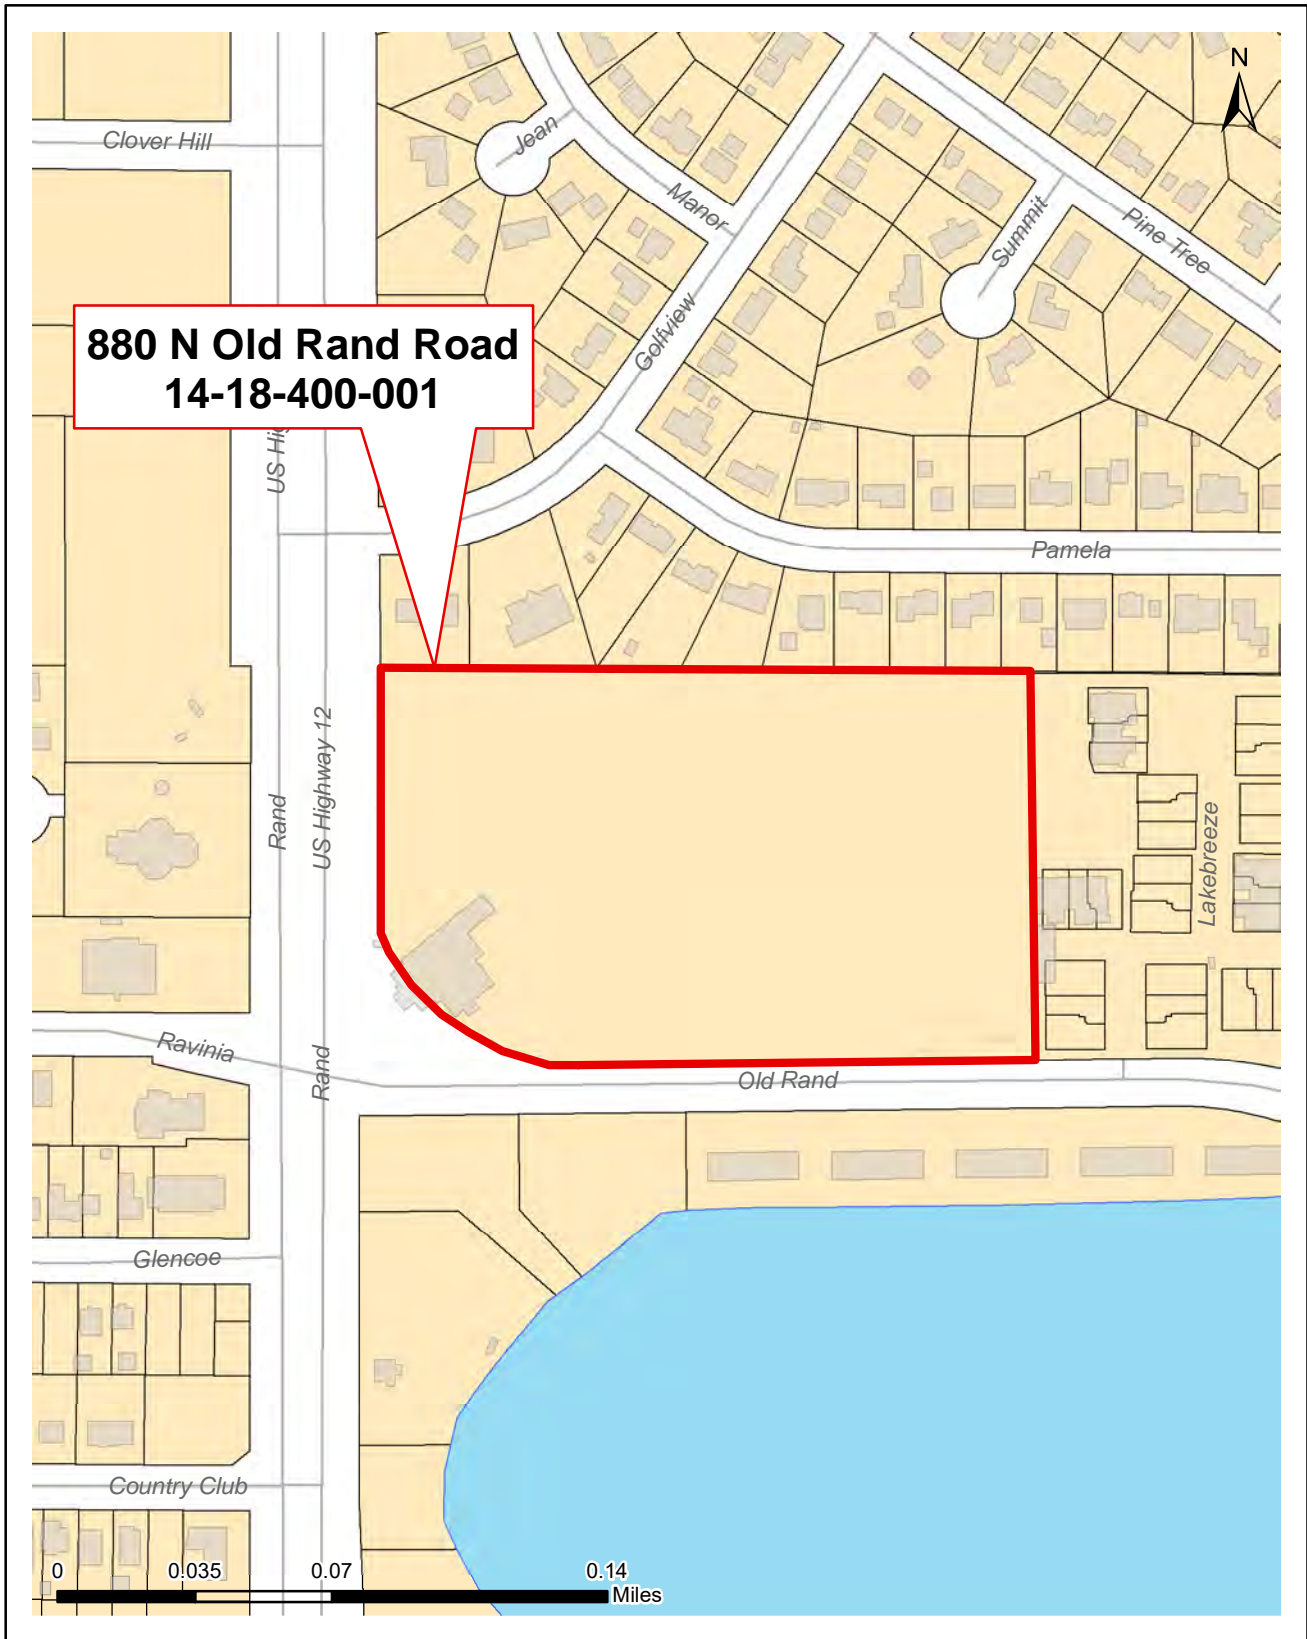 N
Clover Hill
Jean
Manor
Summit
Pine Tree
Golfview
880 N Old Rand Road
14-18-400-001
US Hig
Pamela
Rand
US Highway 12
Lakebreeze
Ravinia
Rand
Old Rand
Glencoe
Country Club
0 0.035 0.07 0.14
Miles